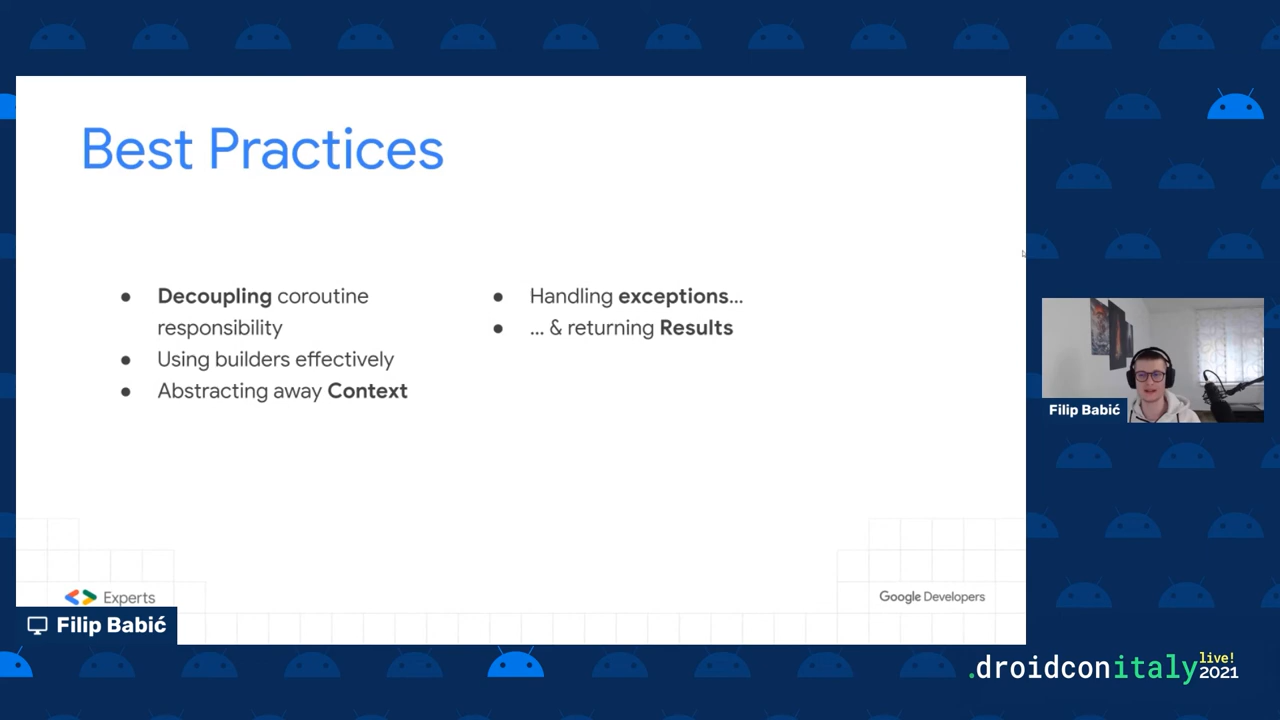 Best Practices
● Decoupling coroutine
responsibility
● Using builders effectively
● Abstracting away Context
● Handling exceptions...
● ... & returning Results
Experts
Google Developers
Filip Babić
Filip Babić
.droidconitaly live! 2021